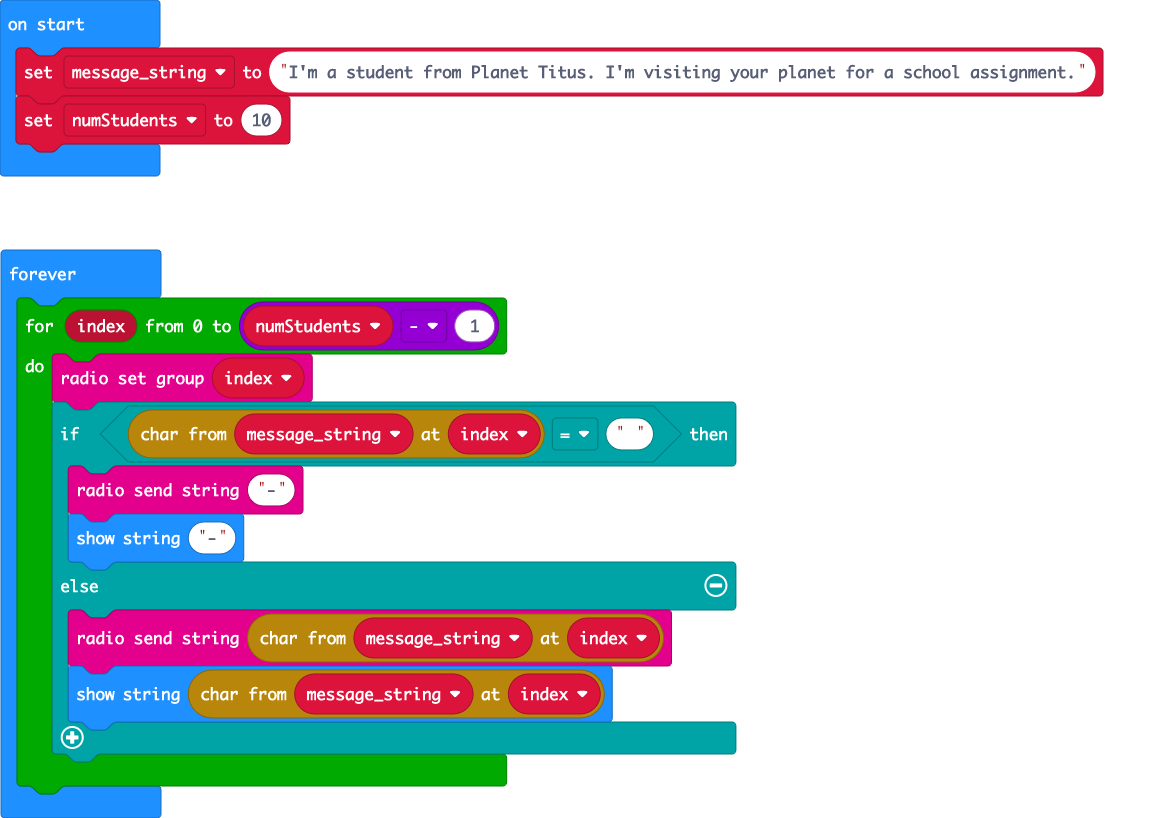 on start
set message_string to "I'm a student from Planet Titus. I'm visiting your planet for a school assignment."
set numStudents to 10
forever
for index from 0 to numStudents - 1
do
radio set group index
if char from message_string at index = " " then
radio send string "-"
show string "-"
else
radio send string char from message_string at index
show string char from message_string at index